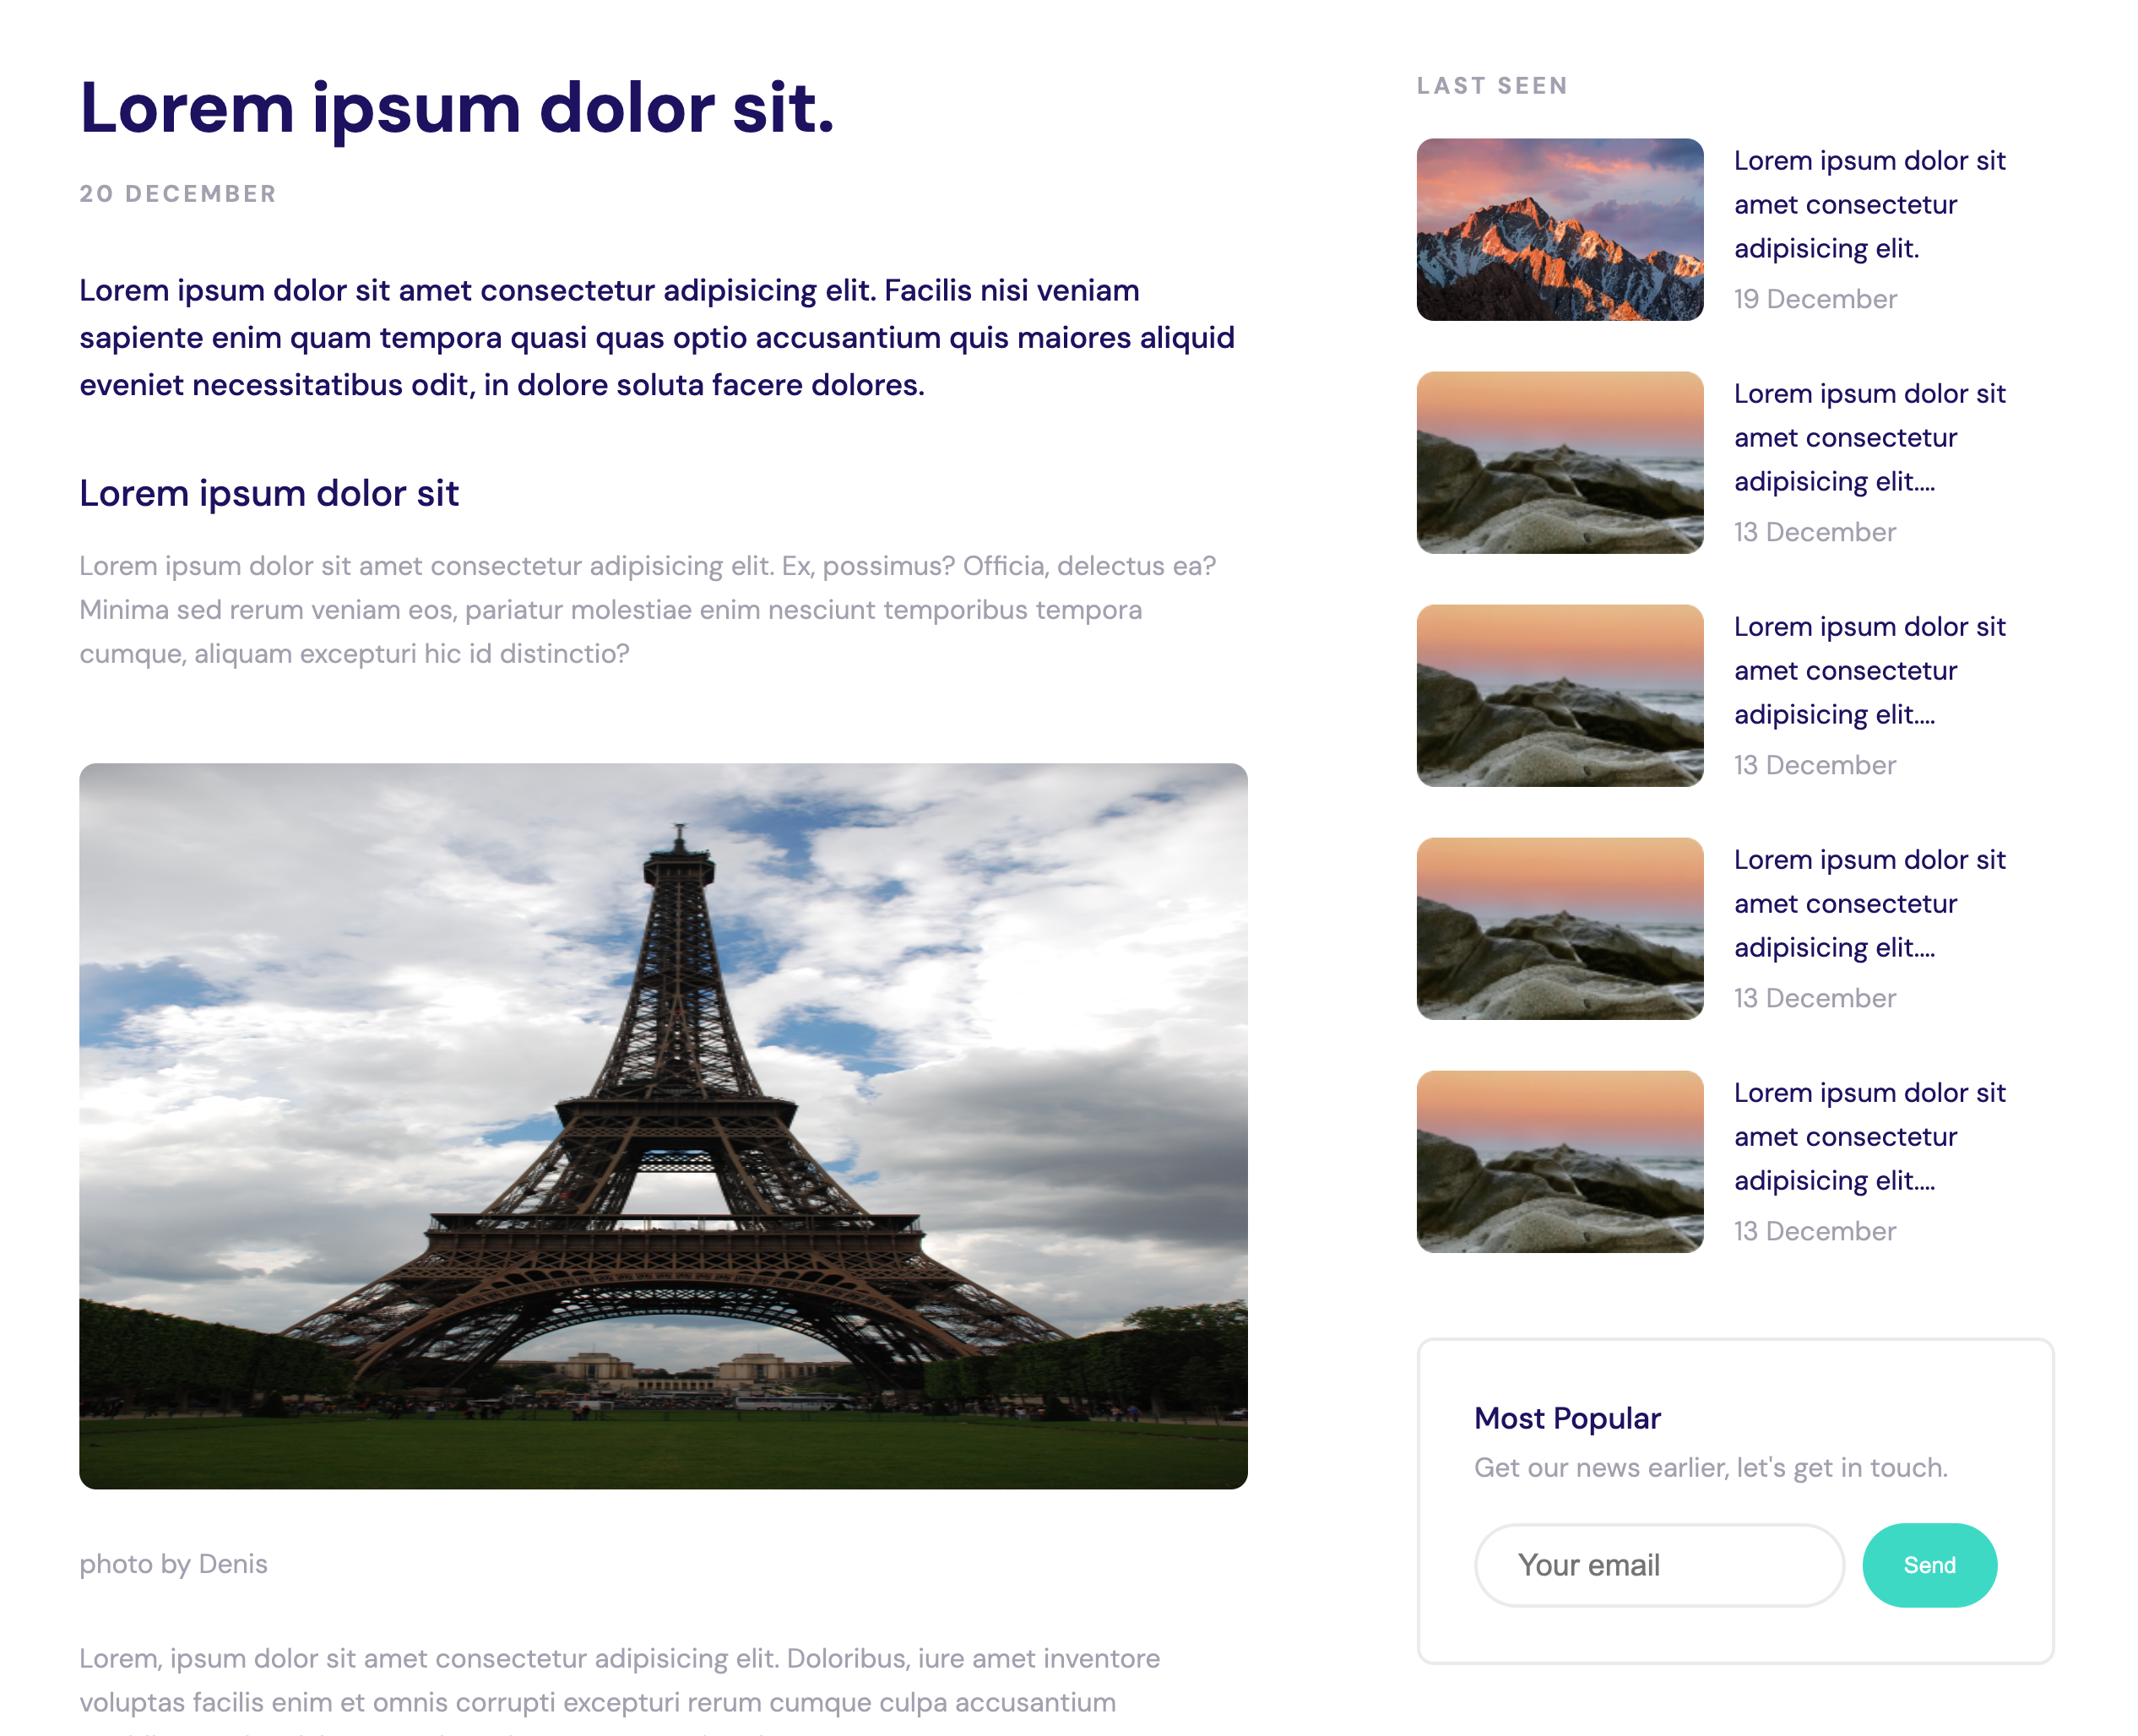 Lorem ipsum dolor sit.
20 DECEMBER
Lorem ipsum dolor sit amet consectetur adipisicing elit. Facilis nisi veniam
sapiente enim quam tempora quasi quas optio accusantium quis maiores aliquid
eveniet necessitatibus odit, in dolore soluta facere dolores.
Lorem ipsum dolor sit
Lorem ipsum dolor sit amet consectetur adipisicing elit. Ex, possimus? Officia, delectus ea?
Minima sed rerum veniam eos, pariatur molestiae enim nesciunt temporibus tempora
cumque, aliquam excepturi hic id distinctio?
photo by Denis
Lorem, ipsum dolor sit amet consectetur adipisicing elit. Doloribus, iure amet inventore
voluptas facilis enim et omnis corrupti excepturi rerum cumque culpa accusantium
LAST SEEN
Lorem ipsum dolor sit
amet consectetur
adipisicing elit.
19 December
Lorem ipsum dolor sit
amet consectetur
adipisicing elit....
13 December
Lorem ipsum dolor sit
amet consectetur
adipisicing elit....
13 December
Lorem ipsum dolor sit
amet consectetur
adipisicing elit....
13 December
Lorem ipsum dolor sit
amet consectetur
adipisicing elit....
13 December
Most Popular
Get our news earlier, let's get in touch.
Your email
Send